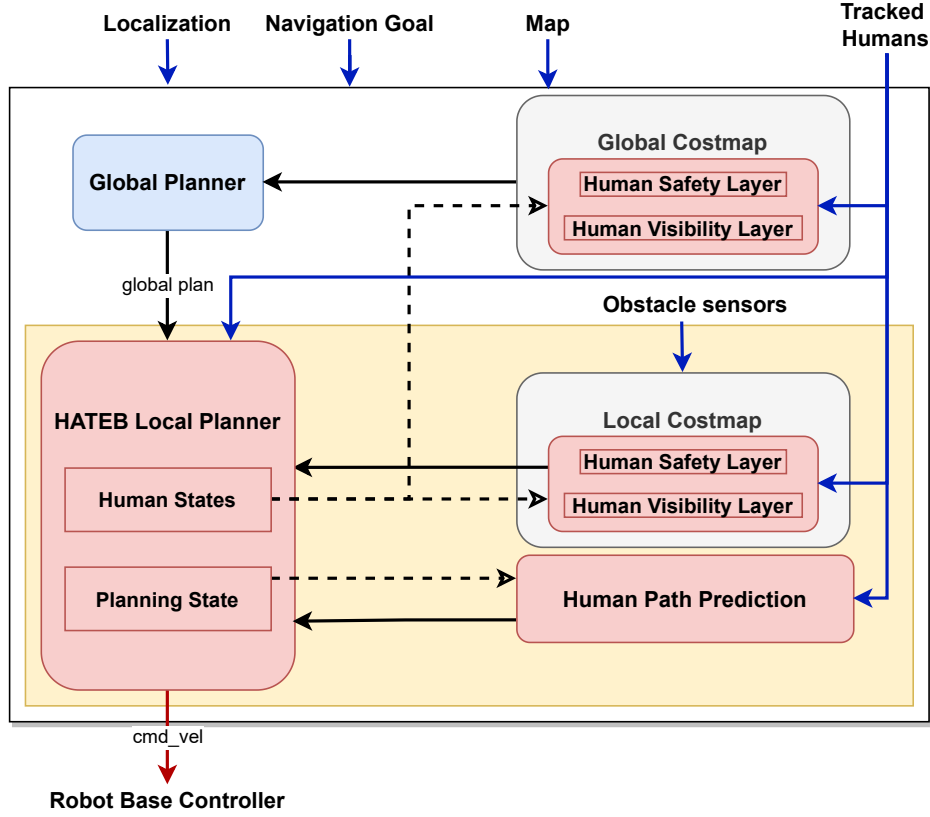 Localization
Navigation Goal
Map
Tracked
Humans
Global Costmap
Global Planner
Human Safety Layer
Human Visibility Layer
global plan
Obstacle sensors
HATEB Local Planner
Local Costmap
Human Safety Layer
Human States
Human Visibility Layer
Planning State
Human Path Prediction
cmd_vel
Robot Base Controller